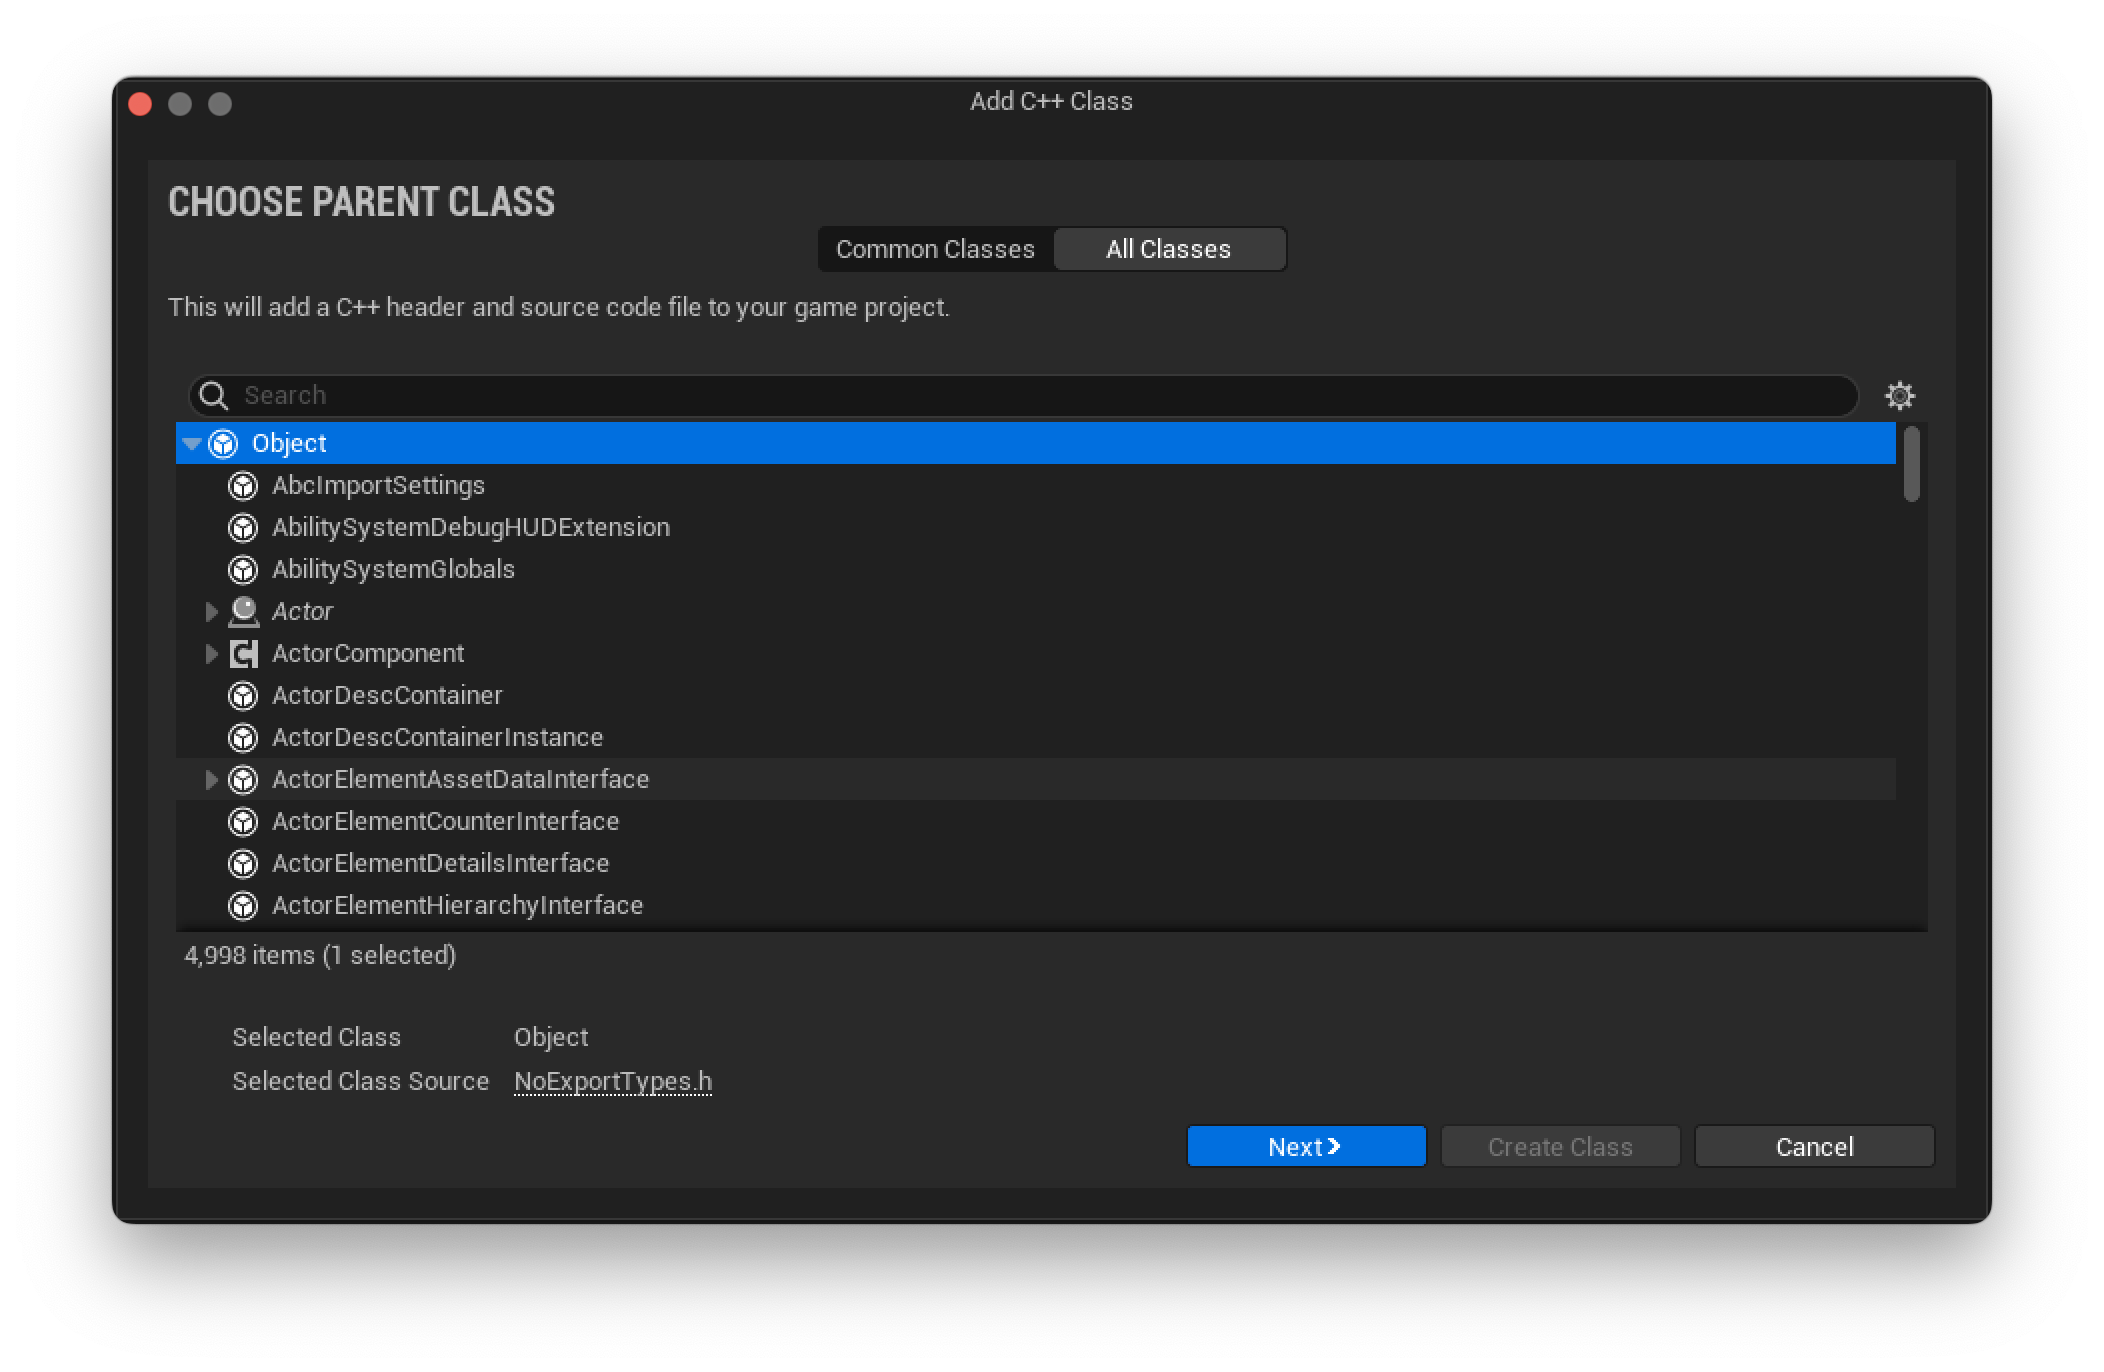 Add C++ Class
CHOOSE PARENT CLASS
Common Classes All Classes
This will add a C++ header and source code file to your game project.
Search
Object
AbcImportSettings
AbilitySystemDebugHUDExtension
AbilitySystemGlobals
Actor
ActorComponent
ActorDescContainer
ActorDescContainerInstance
ActorElementAssetDataInterface
ActorElementCounterInterface
ActorElementDetailsInterface
ActorElementHierarchyInterface
4,998 items (1 selected)
Selected Class Object
Selected Class Source NoExportTypes.h
Next Create Class Cancel